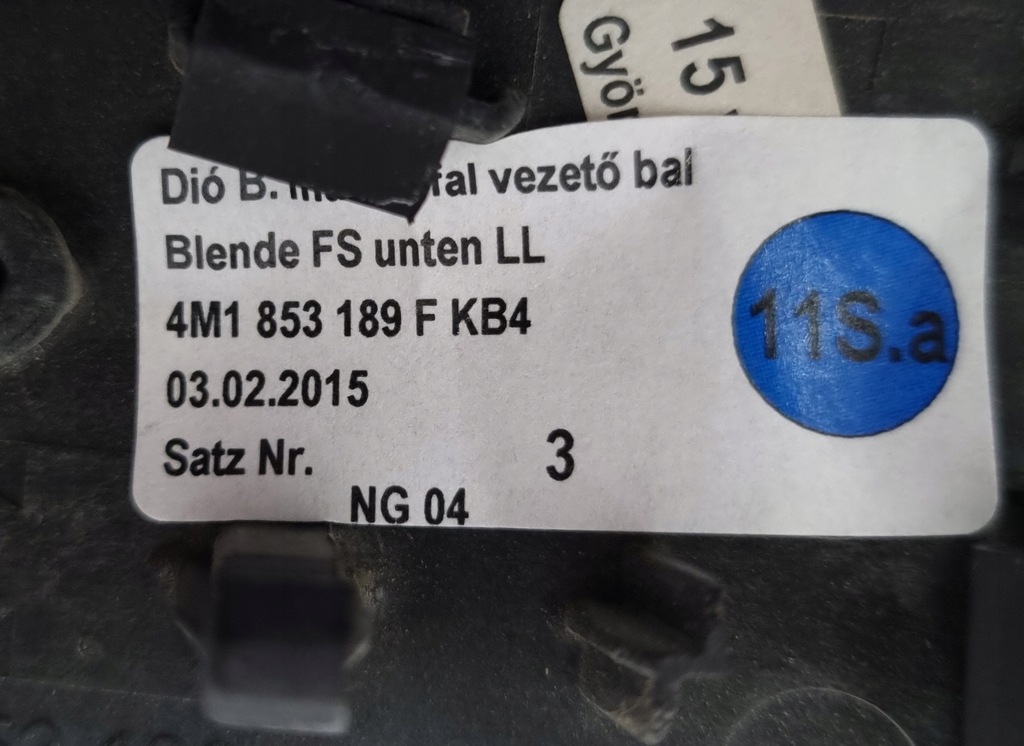 15
Győ
Dió B. fal vezető bal
Blende FS unten LL
4M1 853 189 F KB4
03.02.2015
Satz Nr. 3
NG 04
11S.a